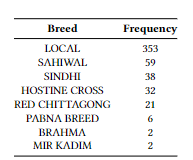 Breed Frequency
LOCAL 353
SAHIWAL 59
SINDHI 38
HOSTINE CROSS 32
RED CHITTAGONG 21
PABNA BREED 6
BRAHMA 2
MIR KADIM 2